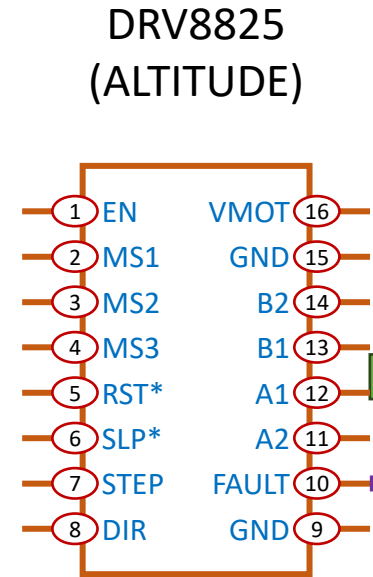 DRV8825
(ALTITUDE)
1 EN VMOT 16
2 MS1 GND 15
3 MS2 B2 14
4 MS3 B1 13
5 RST* A1 12
6 SLP* A2 11
7 STEP FAULT 10
8 DIR GND 9